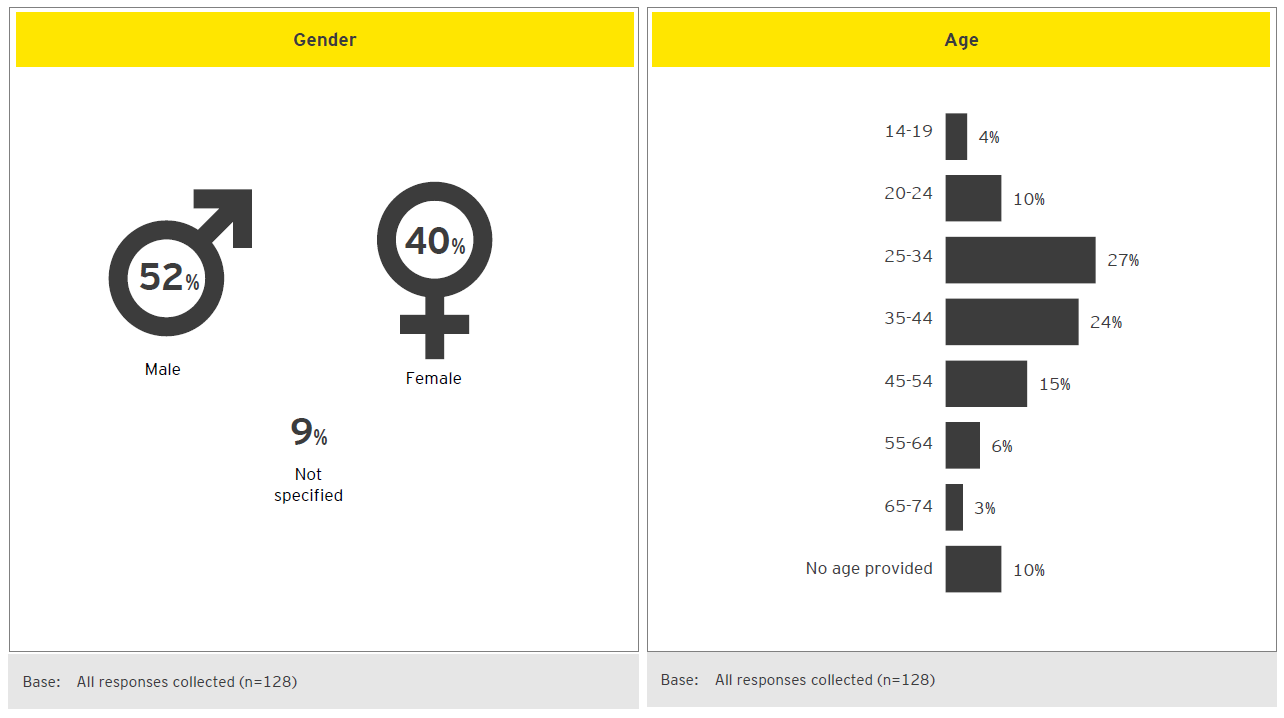 Gender
52%
Male
40%
Female
9%
Not
specified
Base: All responses collected (n=128)
Age
14-19 4%
20-24 10%
25-34 27%
35-44 24%
45-54 15%
55-64 6%
65-74 3%
No age provided 10%
Base: All responses collected (n=128)